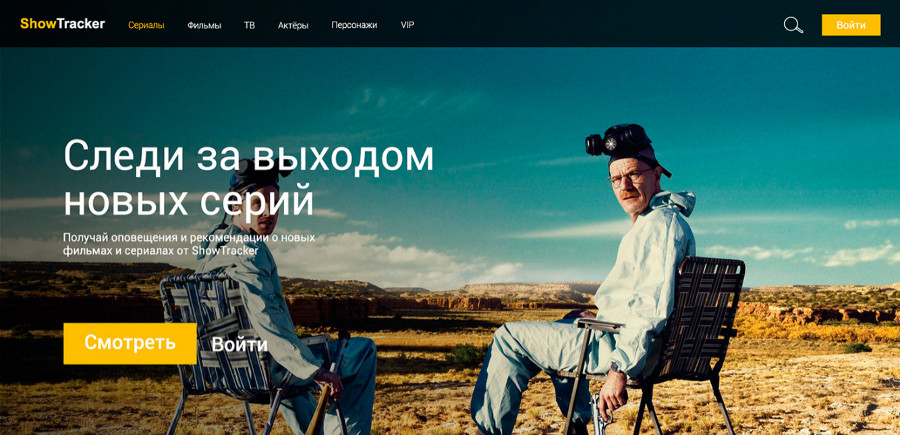 ShowTracker Сериалы Фильмы ТВ Актёры Персонажи VIP Войти
Следи за выходом
новых серий
Получай оповещения и рекомендации о новых
фильмах и сериалах от ShowTracker
Смотреть Войти